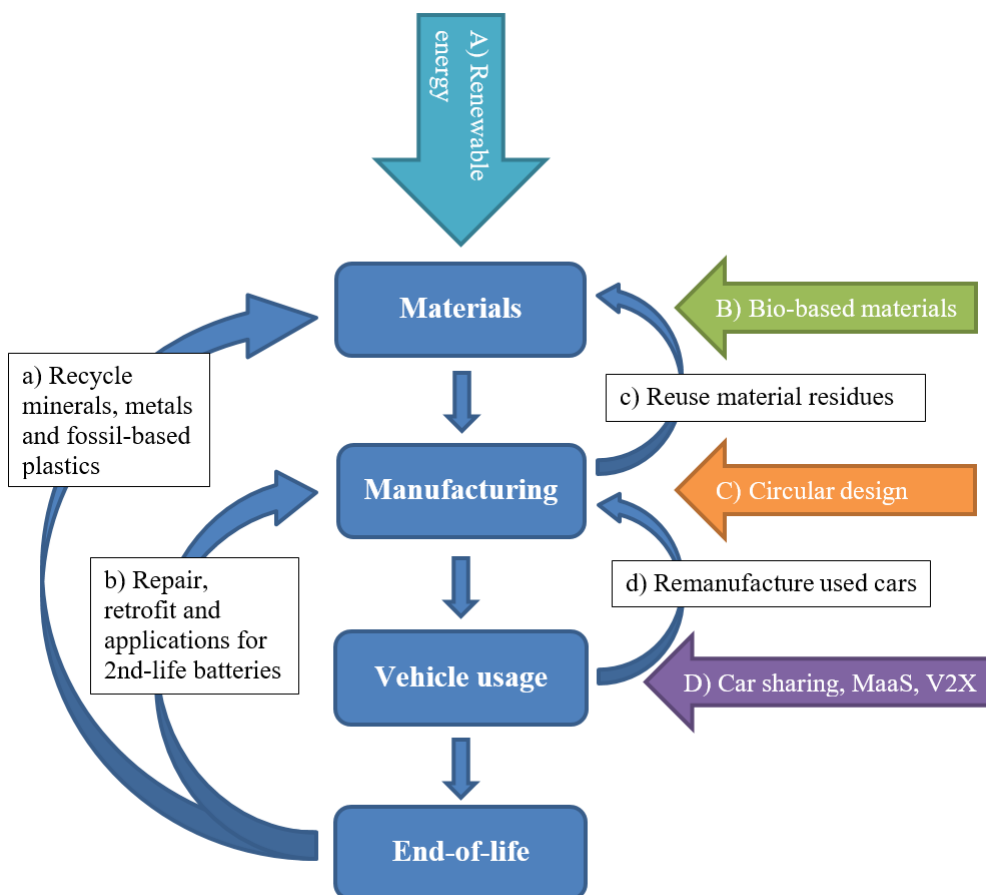 A) Renewable
energy
Materials
B) Bio-based materials
a) Recycle
minerals, metals
and fossil-based
plastics
c) Reuse material residues
Manufacturing
C) Circular design
b) Repair,
retrofit and
applications for
2nd-life batteries
d) Remanufacture used cars
Vehicle usage
D) Car sharing, MaaS, V2X
End-of-life